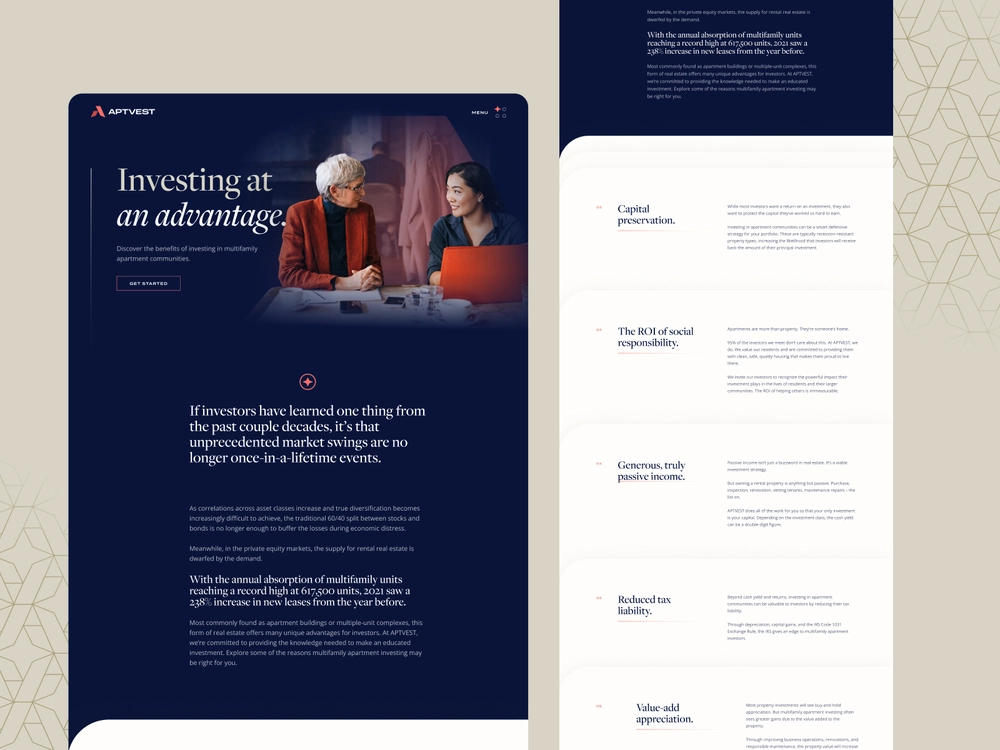 APTVEST
MENU
Investing at
an advantage.
Discover the benefits of investing in multifamily
apartment communities.
GET STARTED
If investors have learned one thing from
the past couple decades, it's that
unprecedented market swings are no
longer once-in-a-lifetime events.
As correlations across asset classes increase and true diversification becomes
increasingly difficult to achieve, the traditional 60/40 split between stocks and
bonds is no longer enough to buffer the losses during economic distress.
Meanwhile, in the private equity markets, the supply for rental real estate is
dwarfed by the demand.
With the annual absorption of multifamily units
reaching a record high at 617,500 units, 2021 saw a
238% increase in new leases from the year before.
Most commonly found as apartment buildings or multiple-unit complexes, this
form of real estate offers many unique advantages for investors. At APTVEST,
we're committed to providing the knowledge needed to make an educated
investment. Explore some of the reasons multifamily apartment investing may
be right for you.
Meanwhile, in the private equity markets, the supply for rental real estate is
dwarfed by the demand.
With the annual absorption of multifamily units
reaching a record high at 617,500 units, 2021 saw a
238% increase in new leases from the year before.
Most commonly found as apartment buildings or multiple-unit complexes, this
form of real estate offers many unique advantages for investors. At APTVEST,
we're committed to providing the knowledge needed to make an educated
investment. Explore some of the reasons multifamily apartment investing may
be right for you.
Capital
preservation.
While most investors want a return on an investment, they also
want to protect the capital they've worked so hard to earn.
Investing in apartment communities can be a smart defensive
strategy for your portfolio. These are typically recession-resistant
property types, increasing the likelihood that investors will receive
back the amount of their principal investment.
The ROI of social
responsibility.
Apartments are more than property. They're someone's home.
95% of the investors we meet don't care about this. At APTVEST, we
do. We value our residents and are committed to providing them
with clean, safe, quality housing that makes them proud to live
there.
We invite our investors to recognize the powerful impact their
investment plays in the lives of residents and their larger
communities. The ROI of helping others is immeasurable.
Generous, truly
passive income.
Passive income isn't just a buzzword in real estate. It's a viable
investment strategy.
But owning a rental property is anything but passive. Purchase,
inspection, renovation, vetting tenants, maintenance repairs – the
list on.
APTVEST does all of the work for you so that your only investment
is your capital. Depending on the investment class, the cash yield
can be a double digit figure.
Reduced tax
liability.
Beyond cash yield and returns, investing in apartment
communities can be valuable to investors by reducing their tax
liability.
Through depreciation, capital gains, and the IRS Code 1031
Exchange Rule, the IRS gives an edge to multifamily apartment
investors.
Value-add
appreciation.
Most property investments will see buy-and-hold
appreciation. But multifamily apartment investing often
sees greater gains due to the value added to the
property.
Through improving business operations, renovations, and
responsible maintenance, the property value will increase